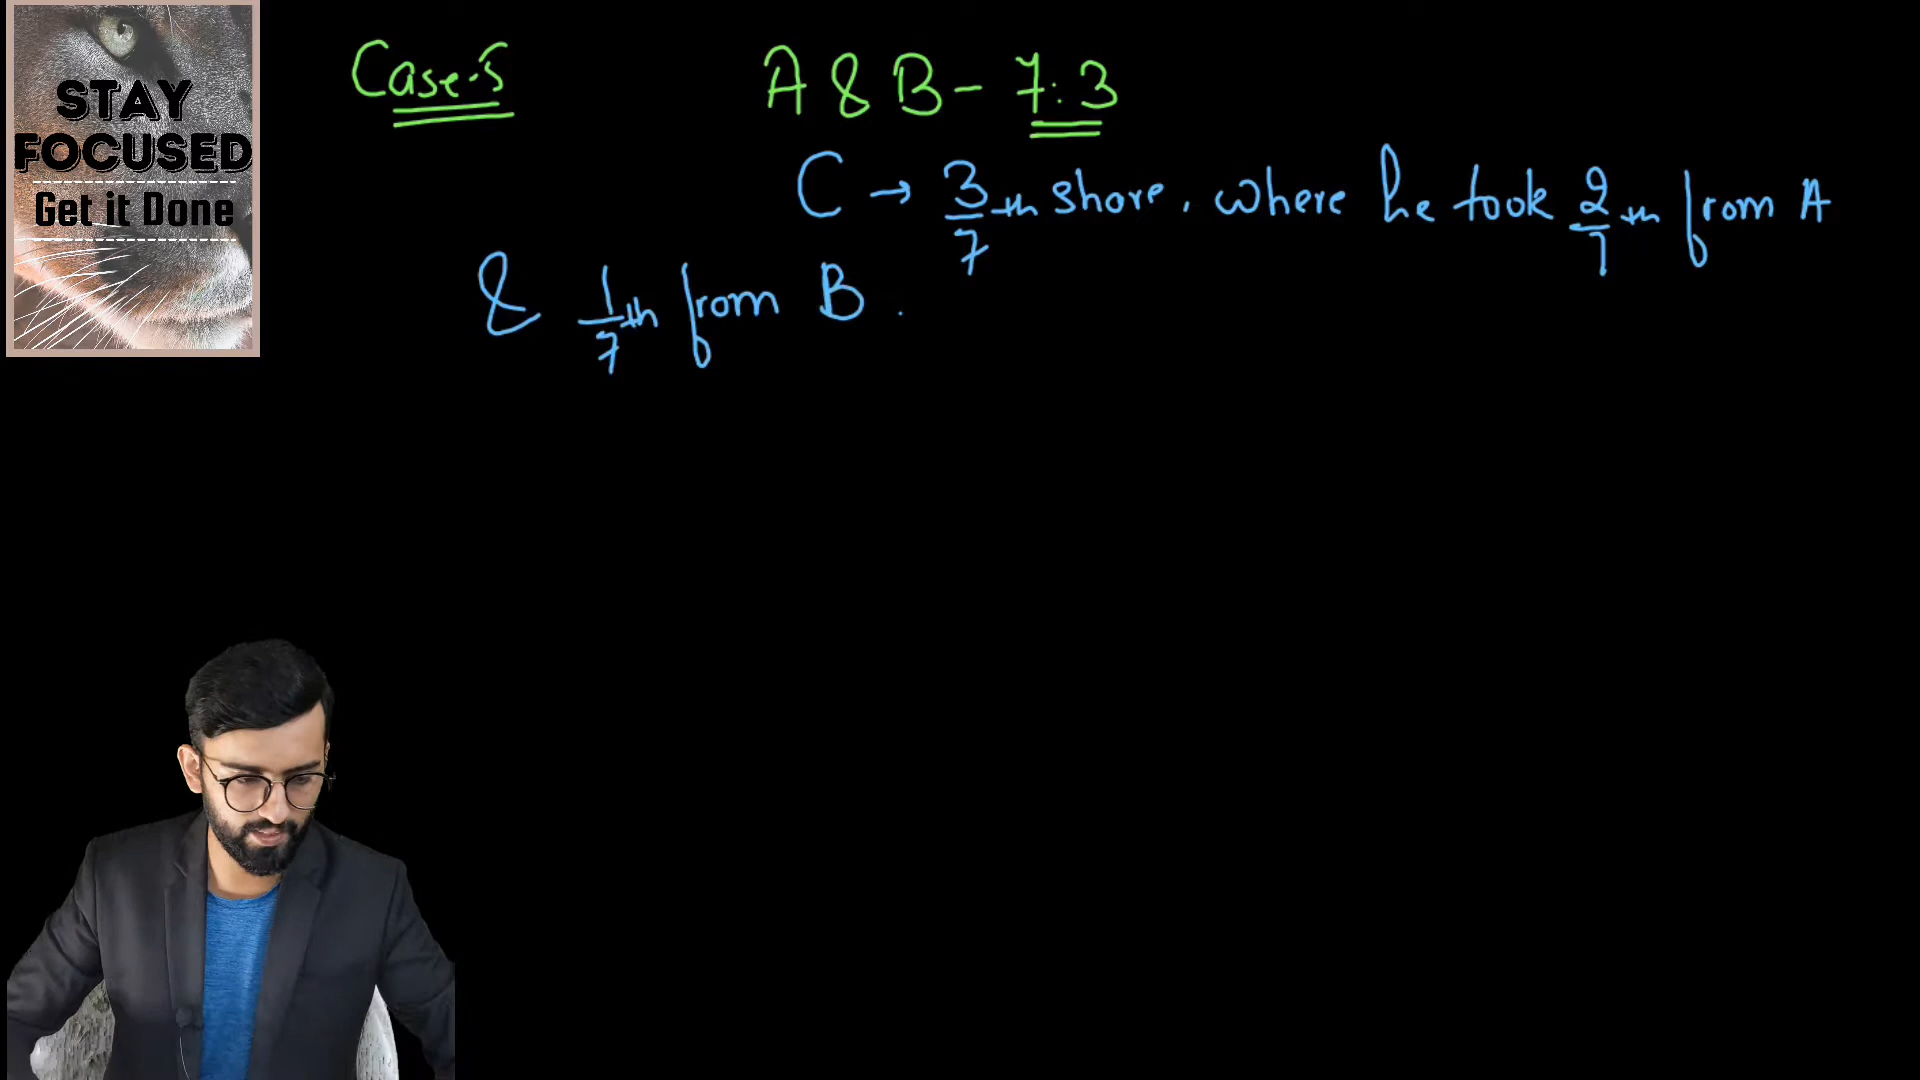 STAY
FOCUSED
Get it Done
Case-5
A & B - 7:3
C → 3/7th share, where he took 2/7th from A
& 1/7th from B.